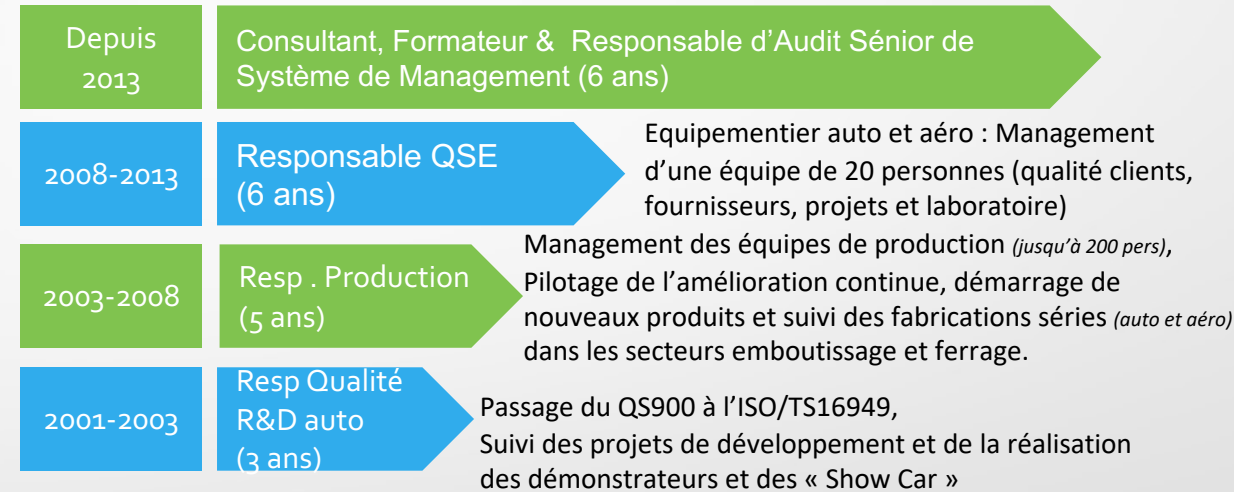 Depuis
2013
Consultant, Formateur & Responsable d’Audit Sénior de
Système de Management (6 ans)
2008-2013
Responsable QSE
(6 ans)
Equipementier auto et aéro : Management
d’une équipe de 20 personnes (qualité clients,
fournisseurs, projets et laboratoire)
2003-2008
Resp . Production
(5 ans)
Management des équipes de production (jusqu’à 200 pers),
Pilotage de l’amélioration continue, démarrage de
nouveaux produits et suivi des fabrications séries (auto et aéro)
dans les secteurs emboutissage et ferrage.
2001-2003
Resp Qualité
R&D auto
(3 ans)
Passage du QS900 à l’ISO/TS16949,
Suivi des projets de développement et de la réalisation
des démonstrateurs et des « Show Car »